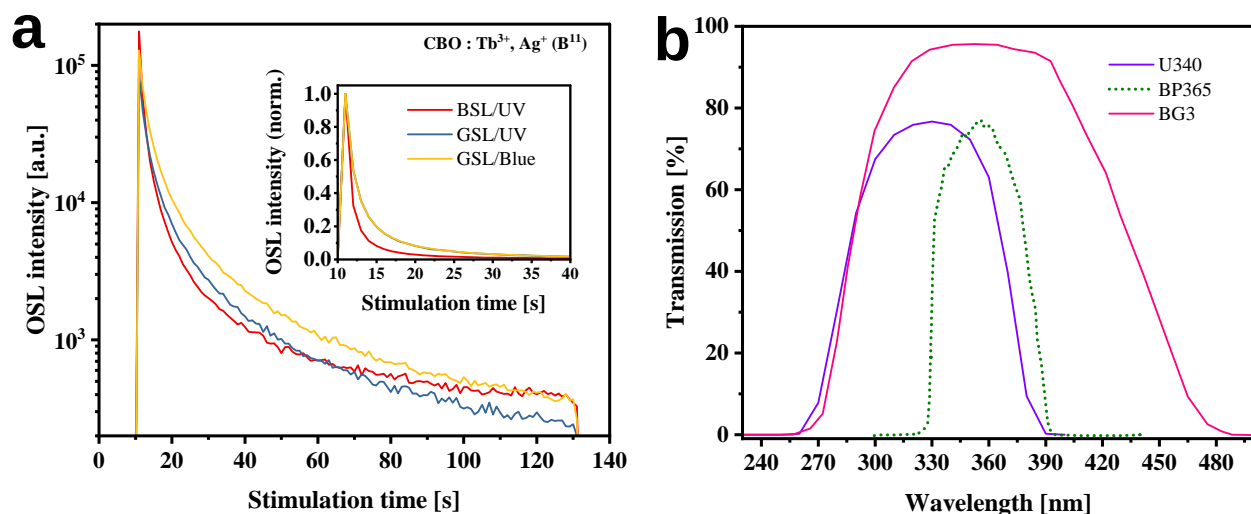 a
CBO : Tb³⁺, Ag⁺ (B¹¹)
OSL intensity [a.u.]
10⁵
10⁴
10³
0 20 40 60 80 100 120 140
Stimulation time [s]
OSL intensity (norm.)
1.0
0.8
0.6
0.4
0.2
0.0
10 15 20 25 30 35 40
Stimulation time [s]
BSL/UV
GSL/UV
GSL/Blue
b
Transmission [%]
100
80
60
40
20
0
240 270 300 330 360 390 420 450 480
Wavelength [nm]
U340
BP365
BG3